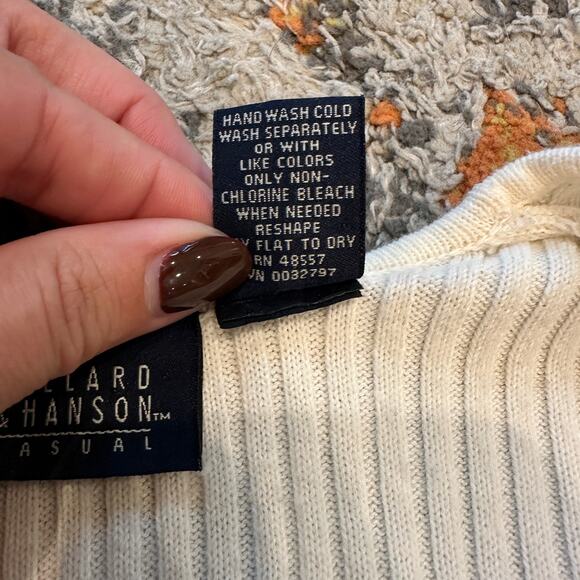 HAND WASH COLD
WASH SEPARATELY
OR WITH
LIKE COLORS
ONLY NON-
CHLORINE BLEACH
WHEN NEEDED
RESHAPE
FLAT TO DRY
RN 48557
0032797
& HANSON™